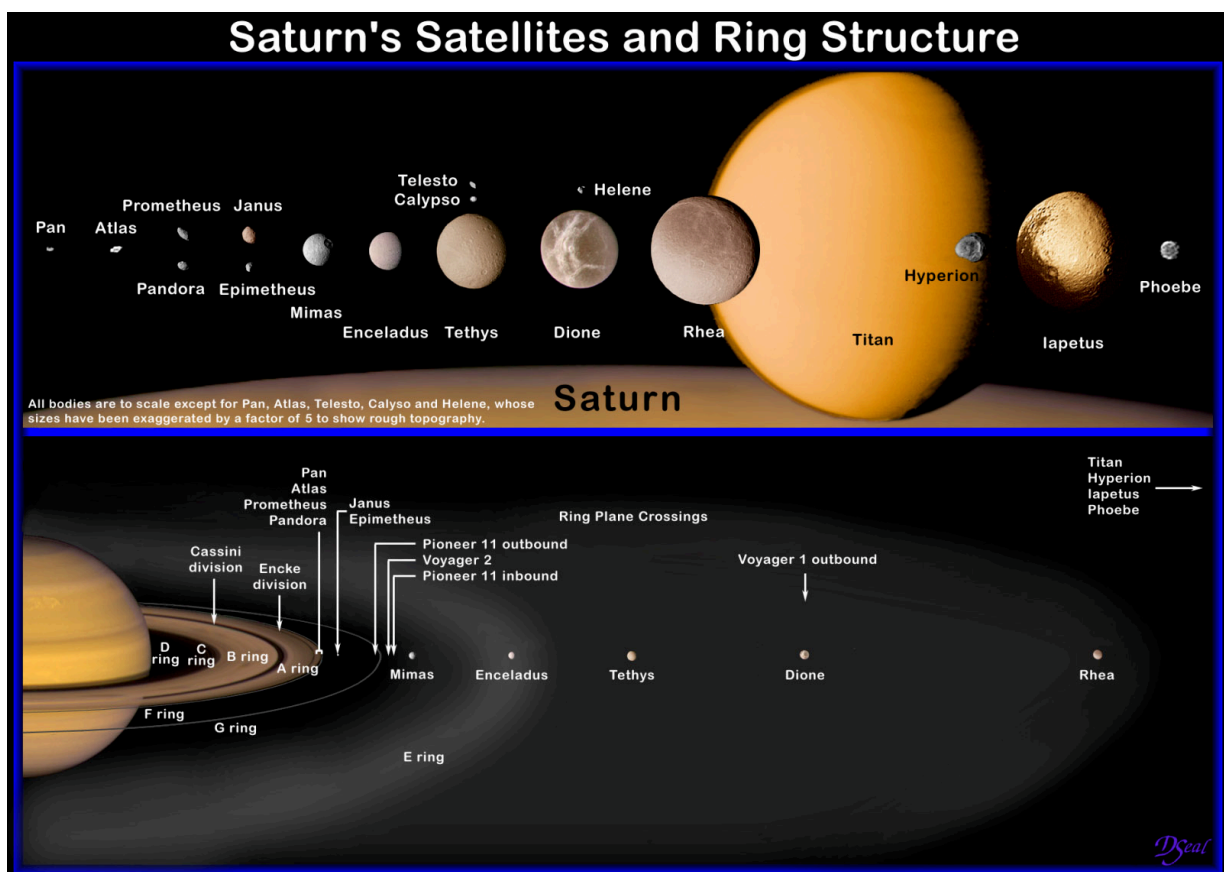 Saturn's Satellites and Ring Structure
Telesto
Calypso
Helene
Prometheus
Janus
Pan
Atlas
Pandora
Epimetheus
Mimas
Enceladus
Tethys
Dione
Rhea
Titan
Hyperion
Iapetus
Phoebe
Saturn
All bodies are to scale except for Pan, Atlas, Telesto, Calyso and Helene, whose
sizes have been exaggerated by a factor of 5 to show rough topography.
Pan
Atlas
Prometheus
Pandora
Janus
Epimetheus
Ring Plane Crossings
Titan
Hyperion
Iapetus
Phoebe
Cassini
division
Encke
division
Pioneer 11 outbound
Voyager 2
Pioneer 11 inbound
Voyager 1 outbound
D
ring
C
ring
B ring
A ring
F ring
G ring
E ring
Mimas
Enceladus
Tethys
Dione
Rhea
DSeal